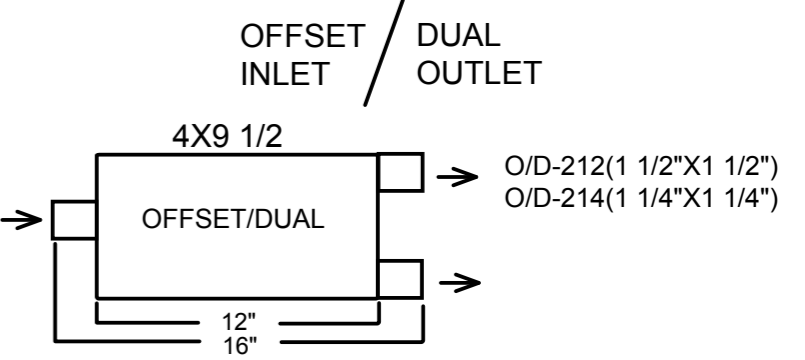 OFFSET / DUAL
INLET OUTLET
4X9 1/2
O/D-212(1 1/2"X1 1/2")
O/D-214(1 1/4"X1 1/4")
OFFSET/DUAL
12"
16"